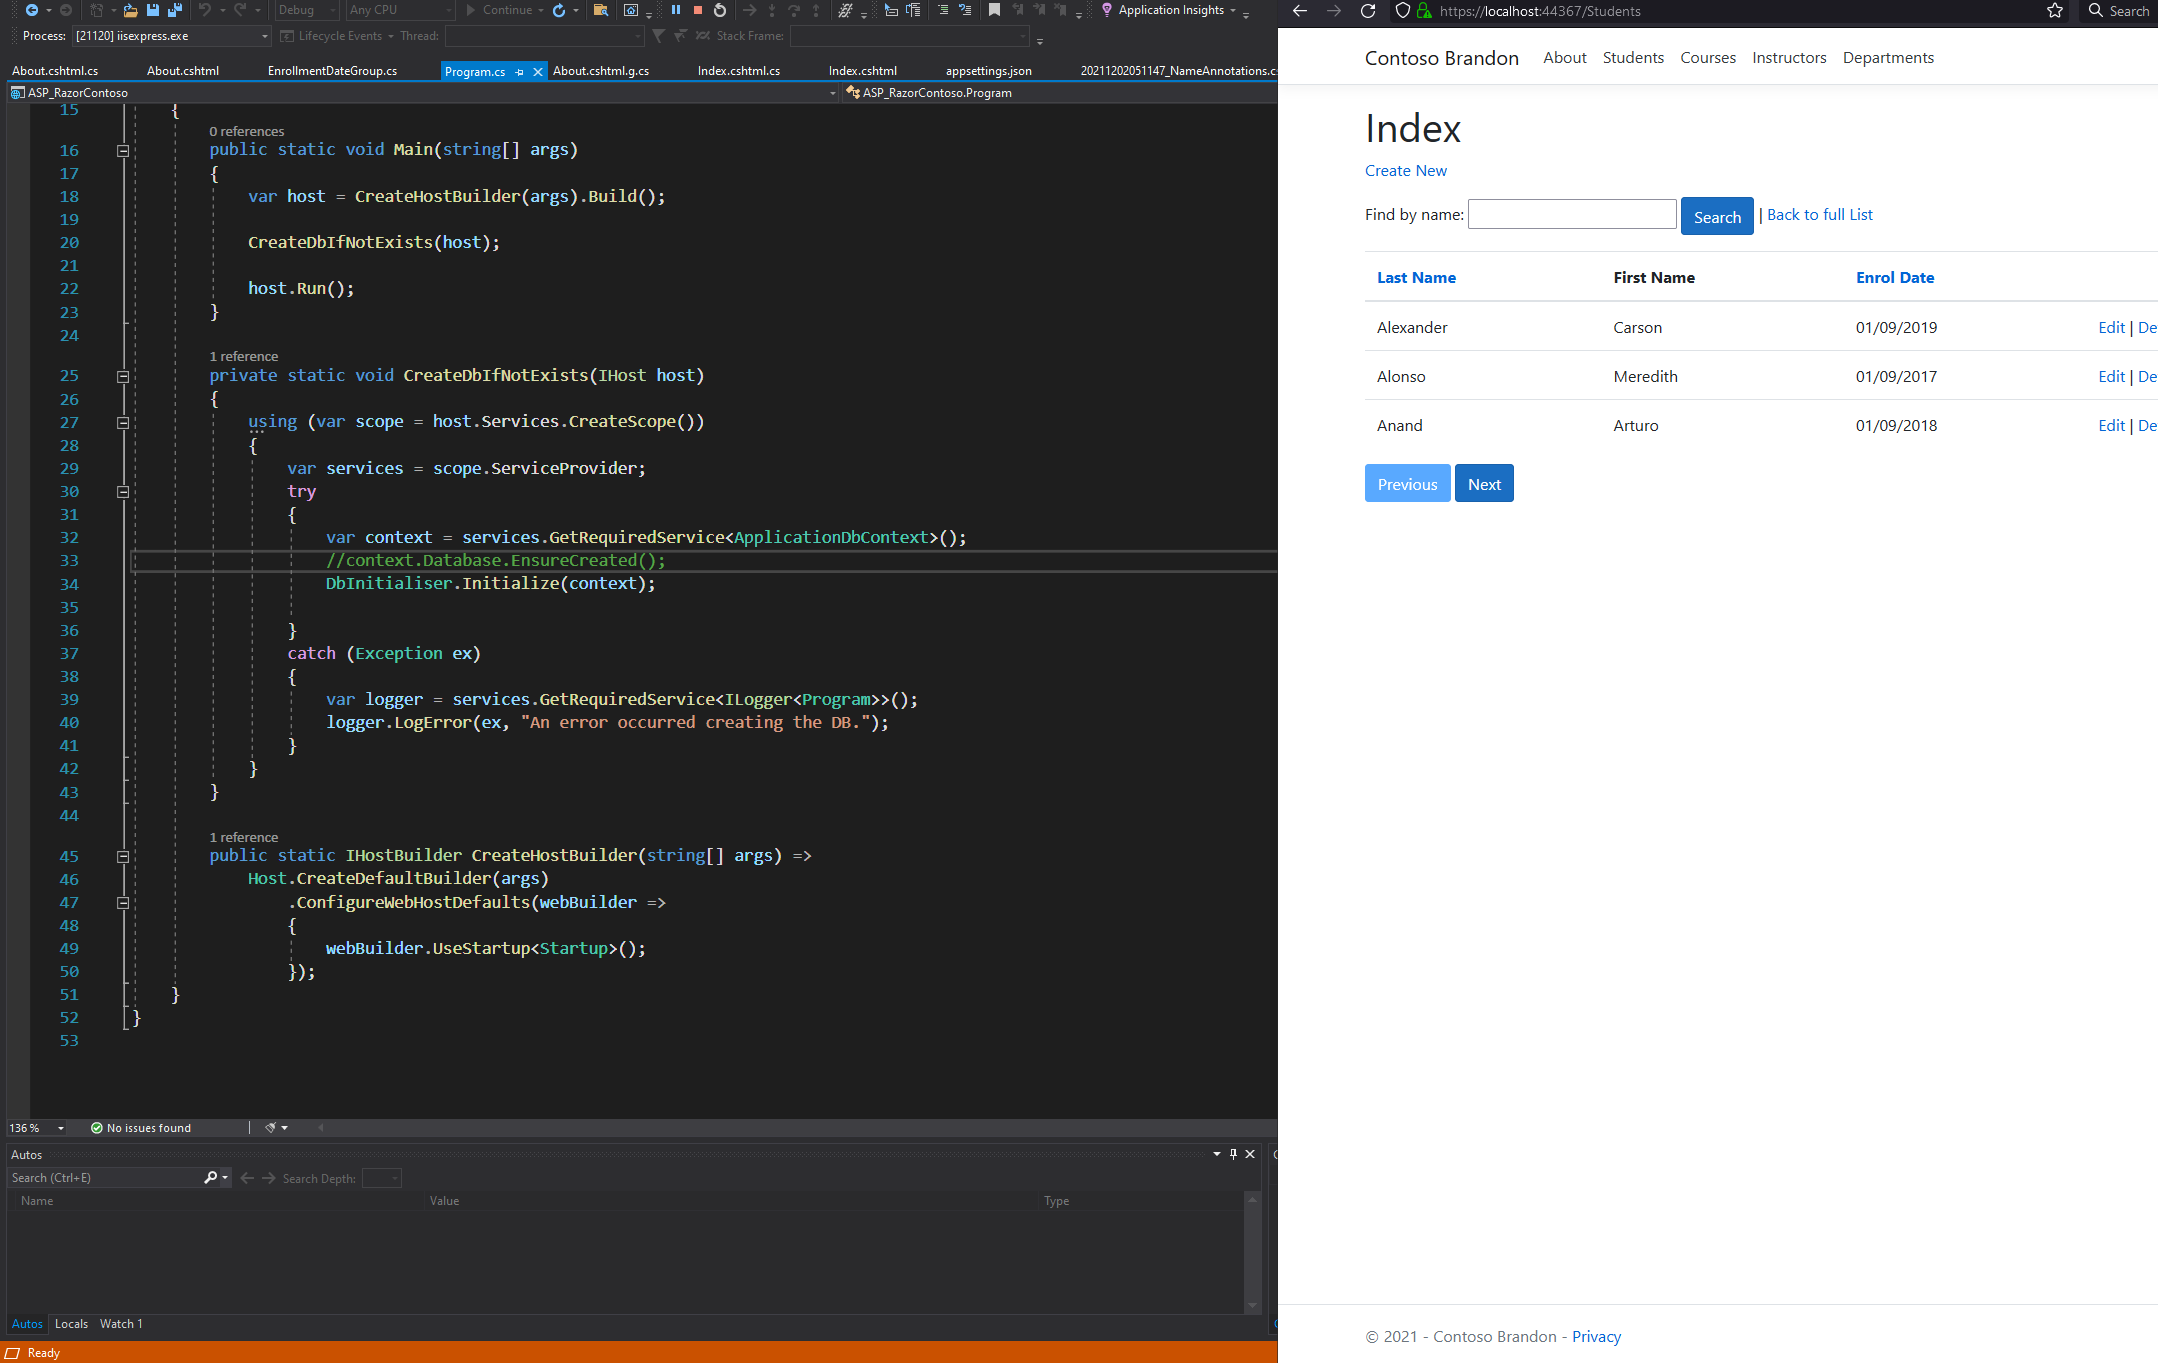 Debug Any CPU Continue Application Insights
Process: [21120] iisexpress.exe Lifecycle Events Thread: Stack Frame:
About.cshtml.cs About.cshtml EnrollmentDateGroup.cs Program.cs About.cshtml.g.cs Index.cshtml.cs Index.cshtml appsettings.json 20211202051147_NameAnnotations.cs
ASP_RazorContoso ASP_RazorContoso.Program
15 {
0 references
16 public static void Main(string[] args)
17 {
18 var host = CreateHostBuilder(args).Build();
19
20 CreateDbIfNotExists(host);
21
22 host.Run();
23 }
24
1 reference
25 private static void CreateDbIfNotExists(IHost host)
26 {
27 using (var scope = host.Services.CreateScope())
28 {
29 var services = scope.ServiceProvider;
30 try
31 {
32 var context = services.GetRequiredService<ApplicationDbContext>();
33 //context.Database.EnsureCreated();
34 DbInitialiser.Initialize(context);
35
36 }
37 catch (Exception ex)
38 {
39 var logger = services.GetRequiredService<ILogger<Program>>();
40 logger.LogError(ex, "An error occurred creating the DB.");
41 }
42 }
43 }
44
1 reference
45 public static IHostBuilder CreateHostBuilder(string[] args) =>
46 Host.CreateDefaultBuilder(args)
47 .ConfigureWebHostDefaults(webBuilder =>
48 {
49 webBuilder.UseStartup<Startup>();
50 });
51 }
52 }
53
136 % No issues found
Autos
Search (Ctrl+E) Search Depth:
Name Value Type
Autos Locals Watch 1
Ready
https://localhost:44367/Students Search
Contoso Brandon About Students Courses Instructors Departments
Index
Create New
Find by name: Search | Back to full List
Last Name First Name Enrol Date
Alexander Carson 01/09/2019 Edit | De
Alonso Meredith 01/09/2017 Edit | De
Anand Arturo 01/09/2018 Edit | De
Previous Next
© 2021 - Contoso Brandon - Privacy